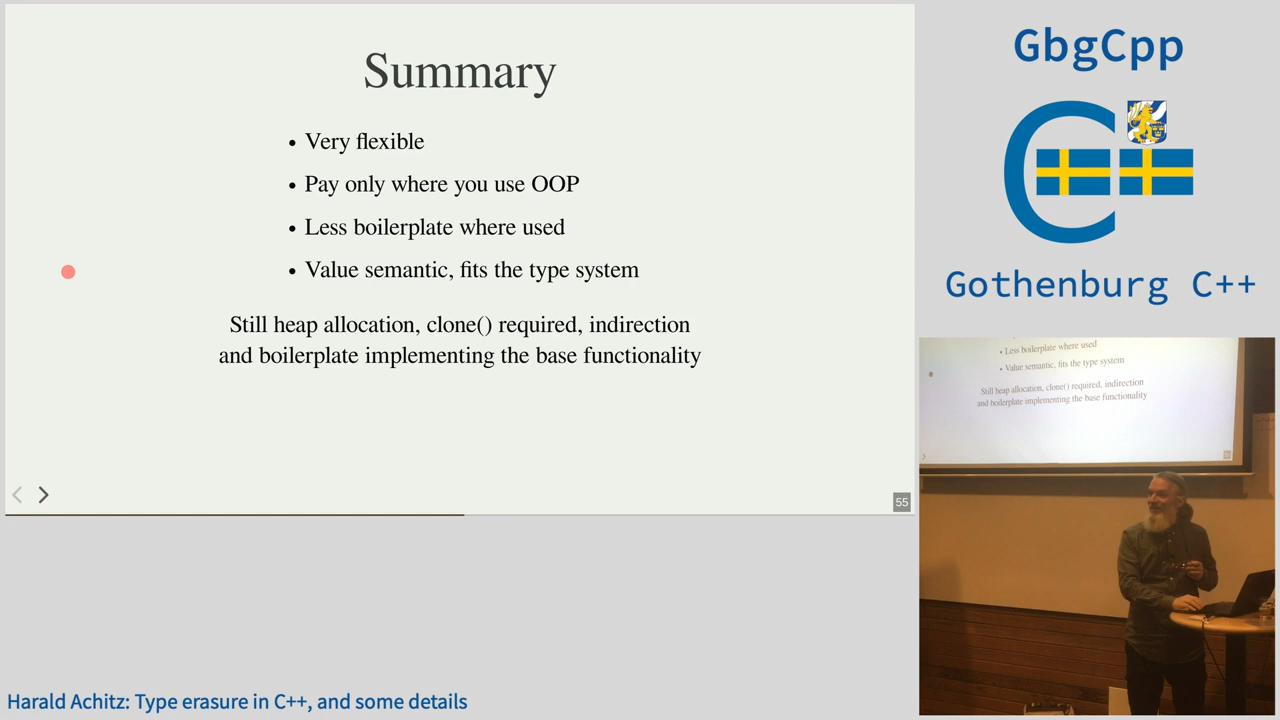 Summary
Very flexible
Pay only where you use OOP
Less boilerplate where used
Value semantic, fits the type system
Still heap allocation, clone() required, indirection
and boilerplate implementing the base functionality
55
GbgCpp
C++
Gothenburg C++
Less boilerplate where used
Value semantic, fits the type system
Still heap allocation, clone() required, indirection
and boilerplate implementing the base functionality
Harald Achitz: Type erasure in C++, and some details